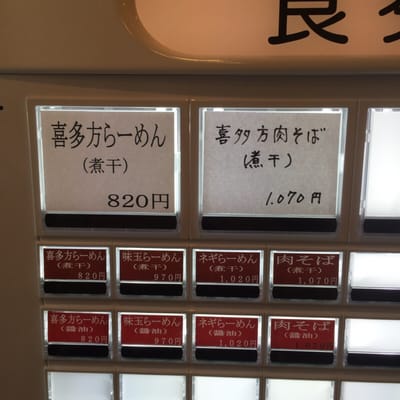 食
喜多方らーめん
(煮干)
820円
喜多方肉そば
(煮干)
1.070円
喜多方らーめん
(煮干)
820円
味玉らーめん
(煮干)
970円
ネギらーめん
(煮干)
1,020円
肉そば
(煮干)
1,070円
喜多方らーめん
(醤油)
820円
味玉らーめん
(醤油)
970円
ネギらーめん
(醤油)
1,020円
肉そば
(醤油)